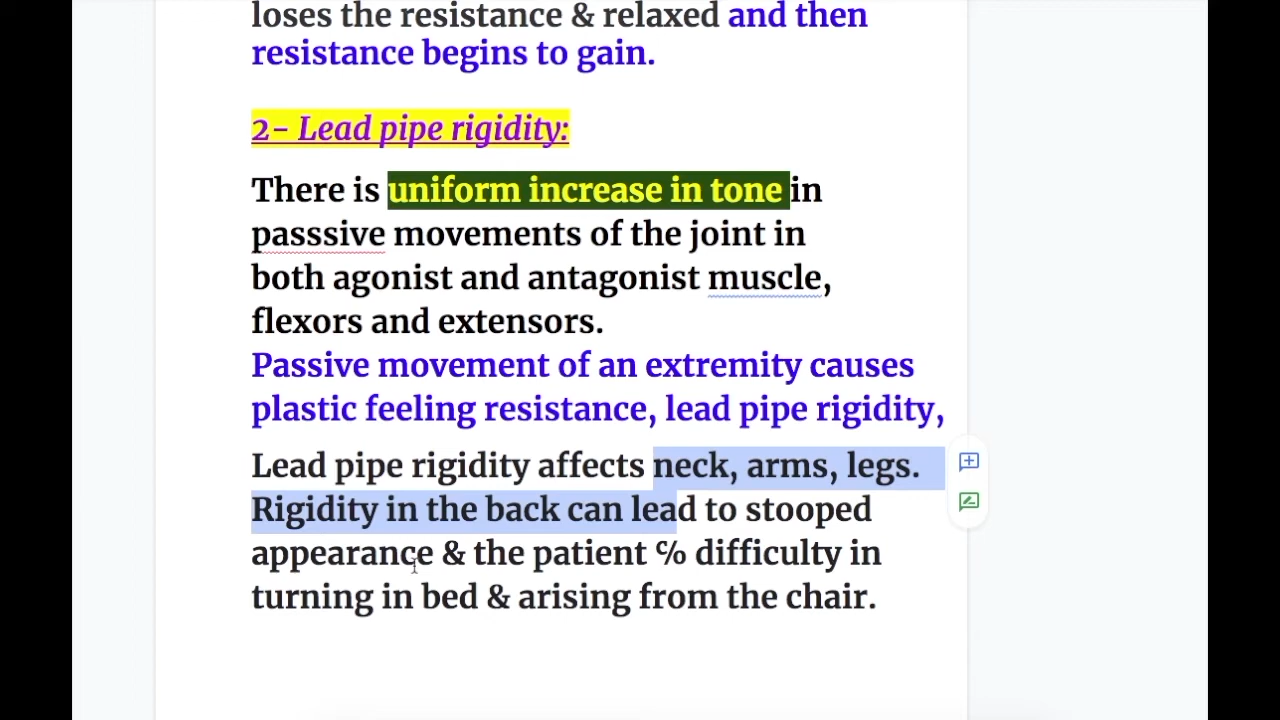 loses the resistance & relaxed and then
resistance begins to gain.
2- Lead pipe rigidity:
There is uniform increase in tone in
passsive movements of the joint in
both agonist and antagonist muscle,
flexors and extensors.
Passive movement of an extremity causes
plastic feeling resistance, lead pipe rigidity,
Lead pipe rigidity affects neck, arms, legs.
Rigidity in the back can lead to stooped
appearance & the patient ℅ difficulty in
turning in bed & arising from the chair.